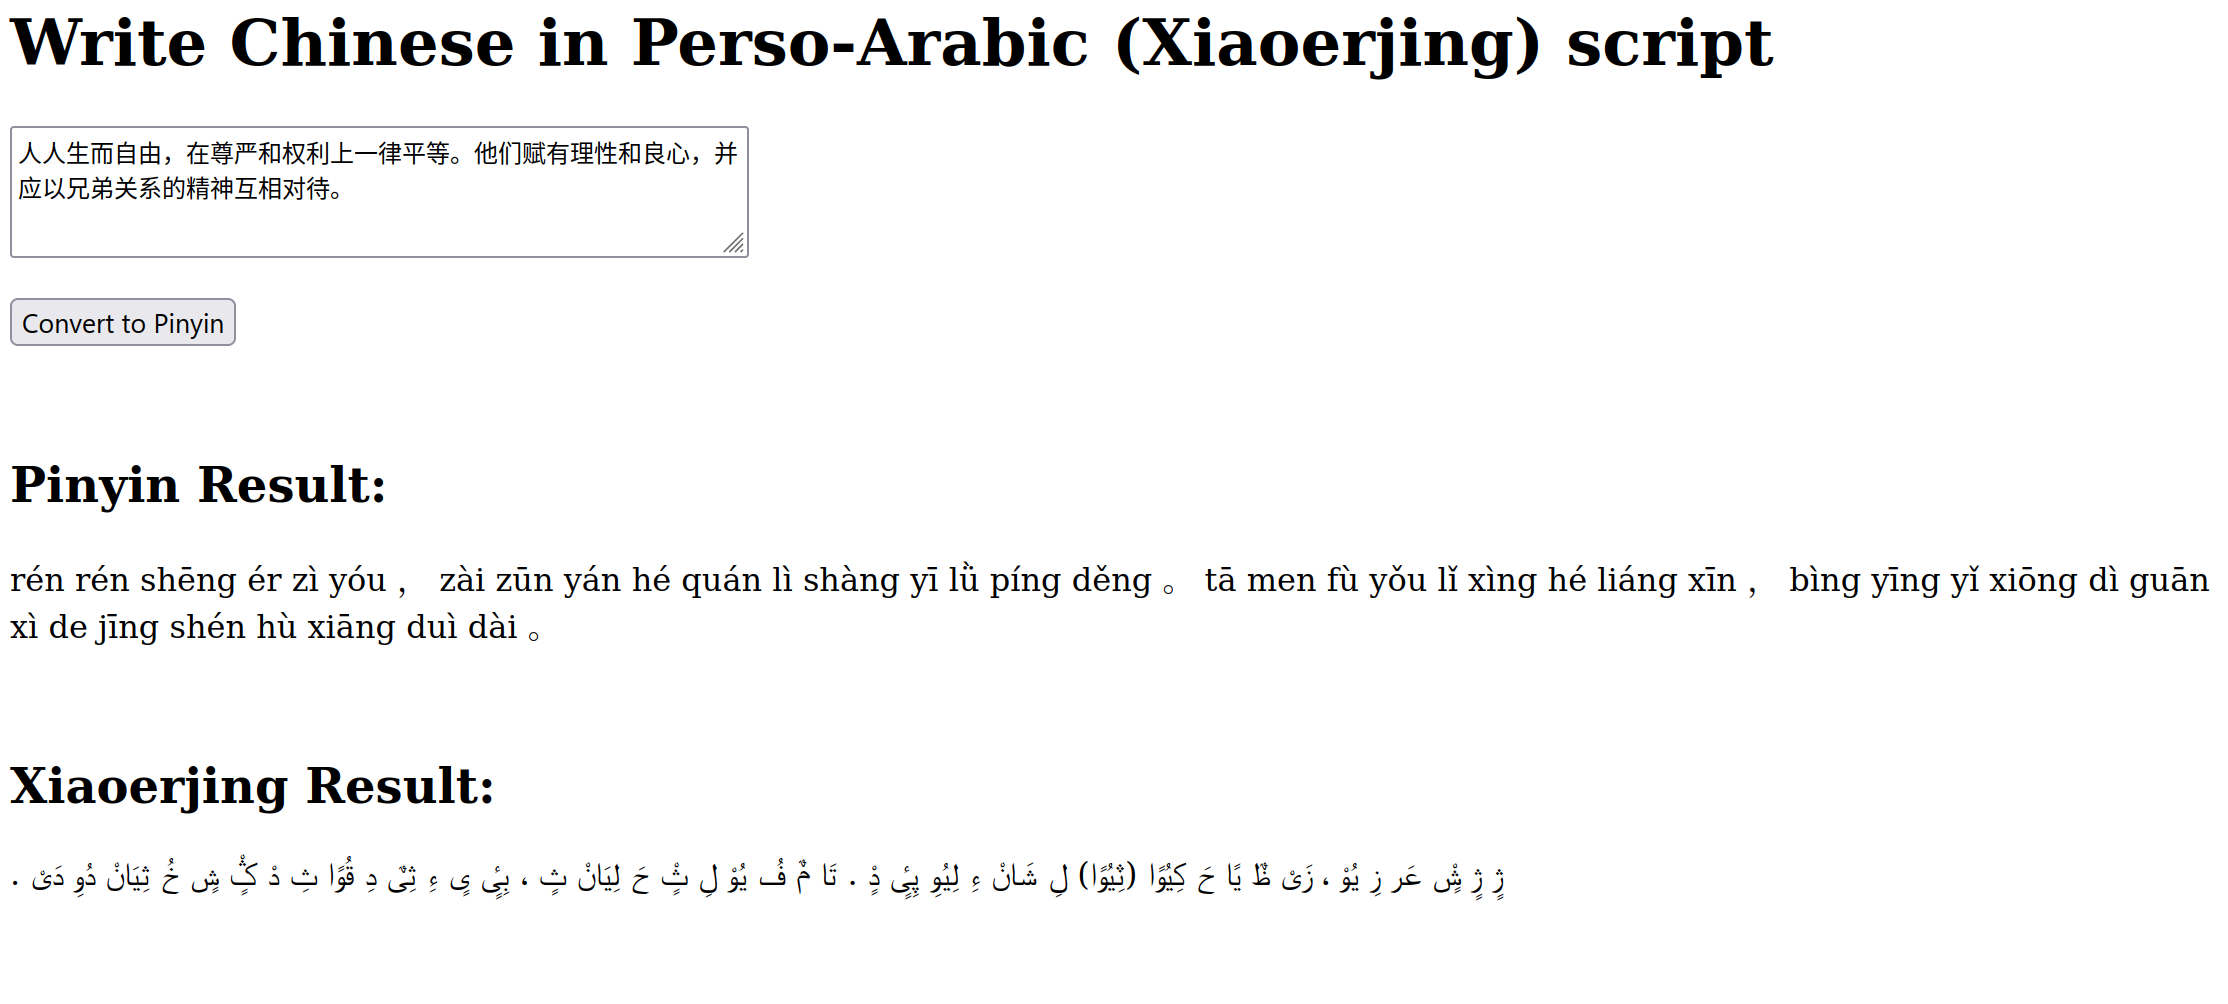 Write Chinese in Perso-Arabic (Xiaoerjing) script
人人生而自由，在尊严和权利上一律平等。他们赋有理性和良心，并
应以兄弟关系的精神互相对待。
Convert to Pinyin
Pinyin Result:
rén rén shēng ér zì yóu ， zài zūn yán hé quán lì shàng yī lǜ píng děng 。 tā men fù yǒu lǐ xìng hé liáng xīn ， bìng yīng yǐ xiōng dì guān
xì de jīng shén hù xiāng duì dài 。
Xiaoerjing Result:
ژٍ ژٍ شٍْ عَر زِ يُوْ ، زَىْ ظٌ يًا حَ كِيُوًا (ثِيُوًا) لِ شَانْ ءِ لِيُوِ پِئٍ دٍْ . تَا مٌ فُ يُوْ لِ ثٍْ حَ لِيَانْ ثٍ ، بِئٍ يٍ ءِ ثِىٌ دِ قُوًا ثِ دْ كٍْ شٍ خُ ثِيَانْ دُوِ دَىْ .